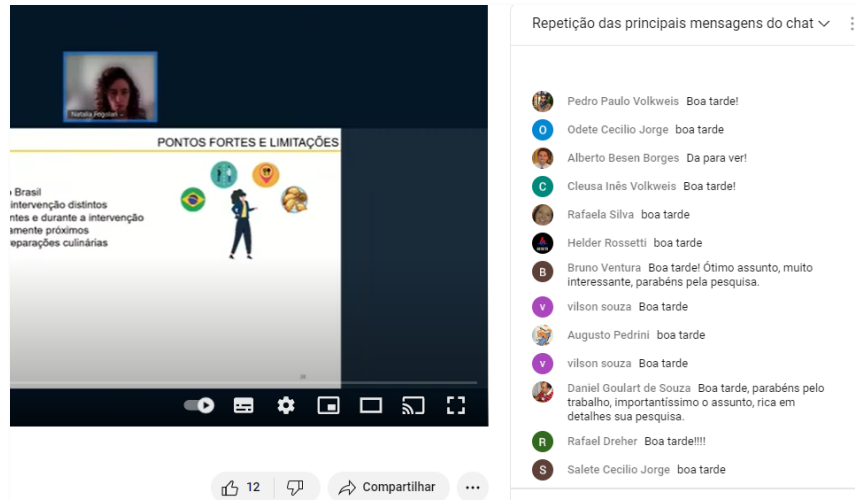 Natalia Fogolari
PONTOS FORTES E LIMITAÇÕES
Brasil
intervenção distintos
ntes e durante a intervenção
amente próximos
eparações culinárias
12
Compartilhar
Repetição das principais mensagens do chat
Pedro Paulo Volkweis Boa tarde!
O Odete Cecilio Jorge boa tarde
Alberto Besen Borges Da para ver!
C Cleusa Inês Volkweis Boa tarde!
Rafaela Silva boa tarde
Helder Rossetti boa tarde
B Bruno Ventura Boa tarde! Ótimo assunto, muito
interessante, parabéns pela pesquisa.
v vilson souza Boa tarde
Augusto Pedrini boa tarde
v vilson souza Boa tarde
Daniel Goulart de Souza Boa tarde, parabéns pelo
trabalho, importantíssimo o assunto, rica em
detalhes sua pesquisa.
R Rafael Dreher Boa tarde!!!!
S Salete Cecilio Jorge boa tarde